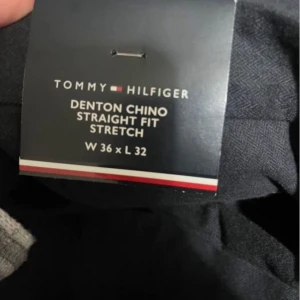 TOMMY HILFIGER
DENTON CHINO
STRAIGHT FIT
STRETCH
W 36 x L 32